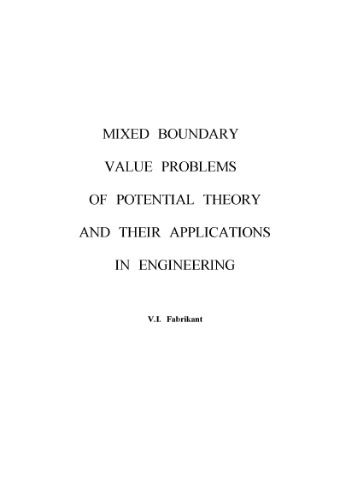 MIXED BOUNDARY
VALUE PROBLEMS
OF POTENTIAL THEORY
AND THEIR APPLICATIONS
IN ENGINEERING
V.I. Fabrikant